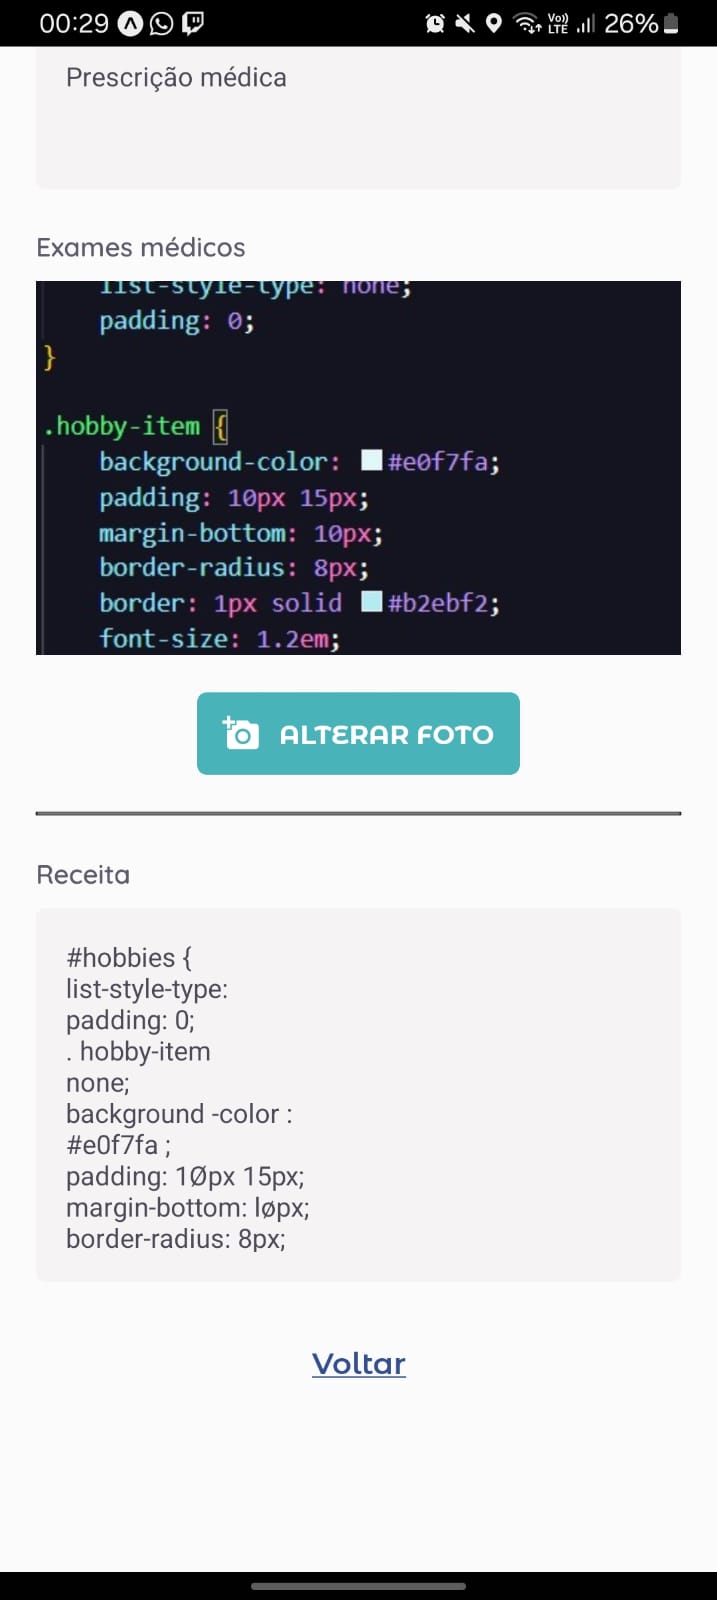 00:29 Vo)) LTE 26%
Prescrição médica
Exames médicos
list-style-type: none;
padding: 0;
}
.hobby-item {
background-color: #e0f7fa;
padding: 10px 15px;
margin-bottom: 10px;
border-radius: 8px;
border: 1px solid #b2ebf2;
font-size: 1.2em;
ALTERAR FOTO
Receita
#hobbies {
list-style-type:
padding: 0;
. hobby-item
none;
background -color :
#e0f7fa ;
padding: 1Øpx 15px;
margin-bottom: løpx;
border-radius: 8px;
Voltar